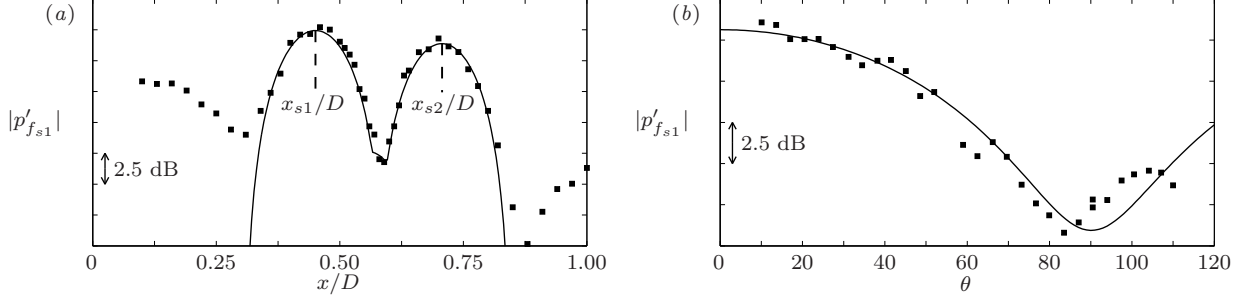 (a)
|p′fs1|
2.5 dB
xs1/D
xs2/D
0 0.25 0.50 0.75 1.00
x/D
(b)
|p′fs1|
2.5 dB
0 20 40 60 80 100 120
θ